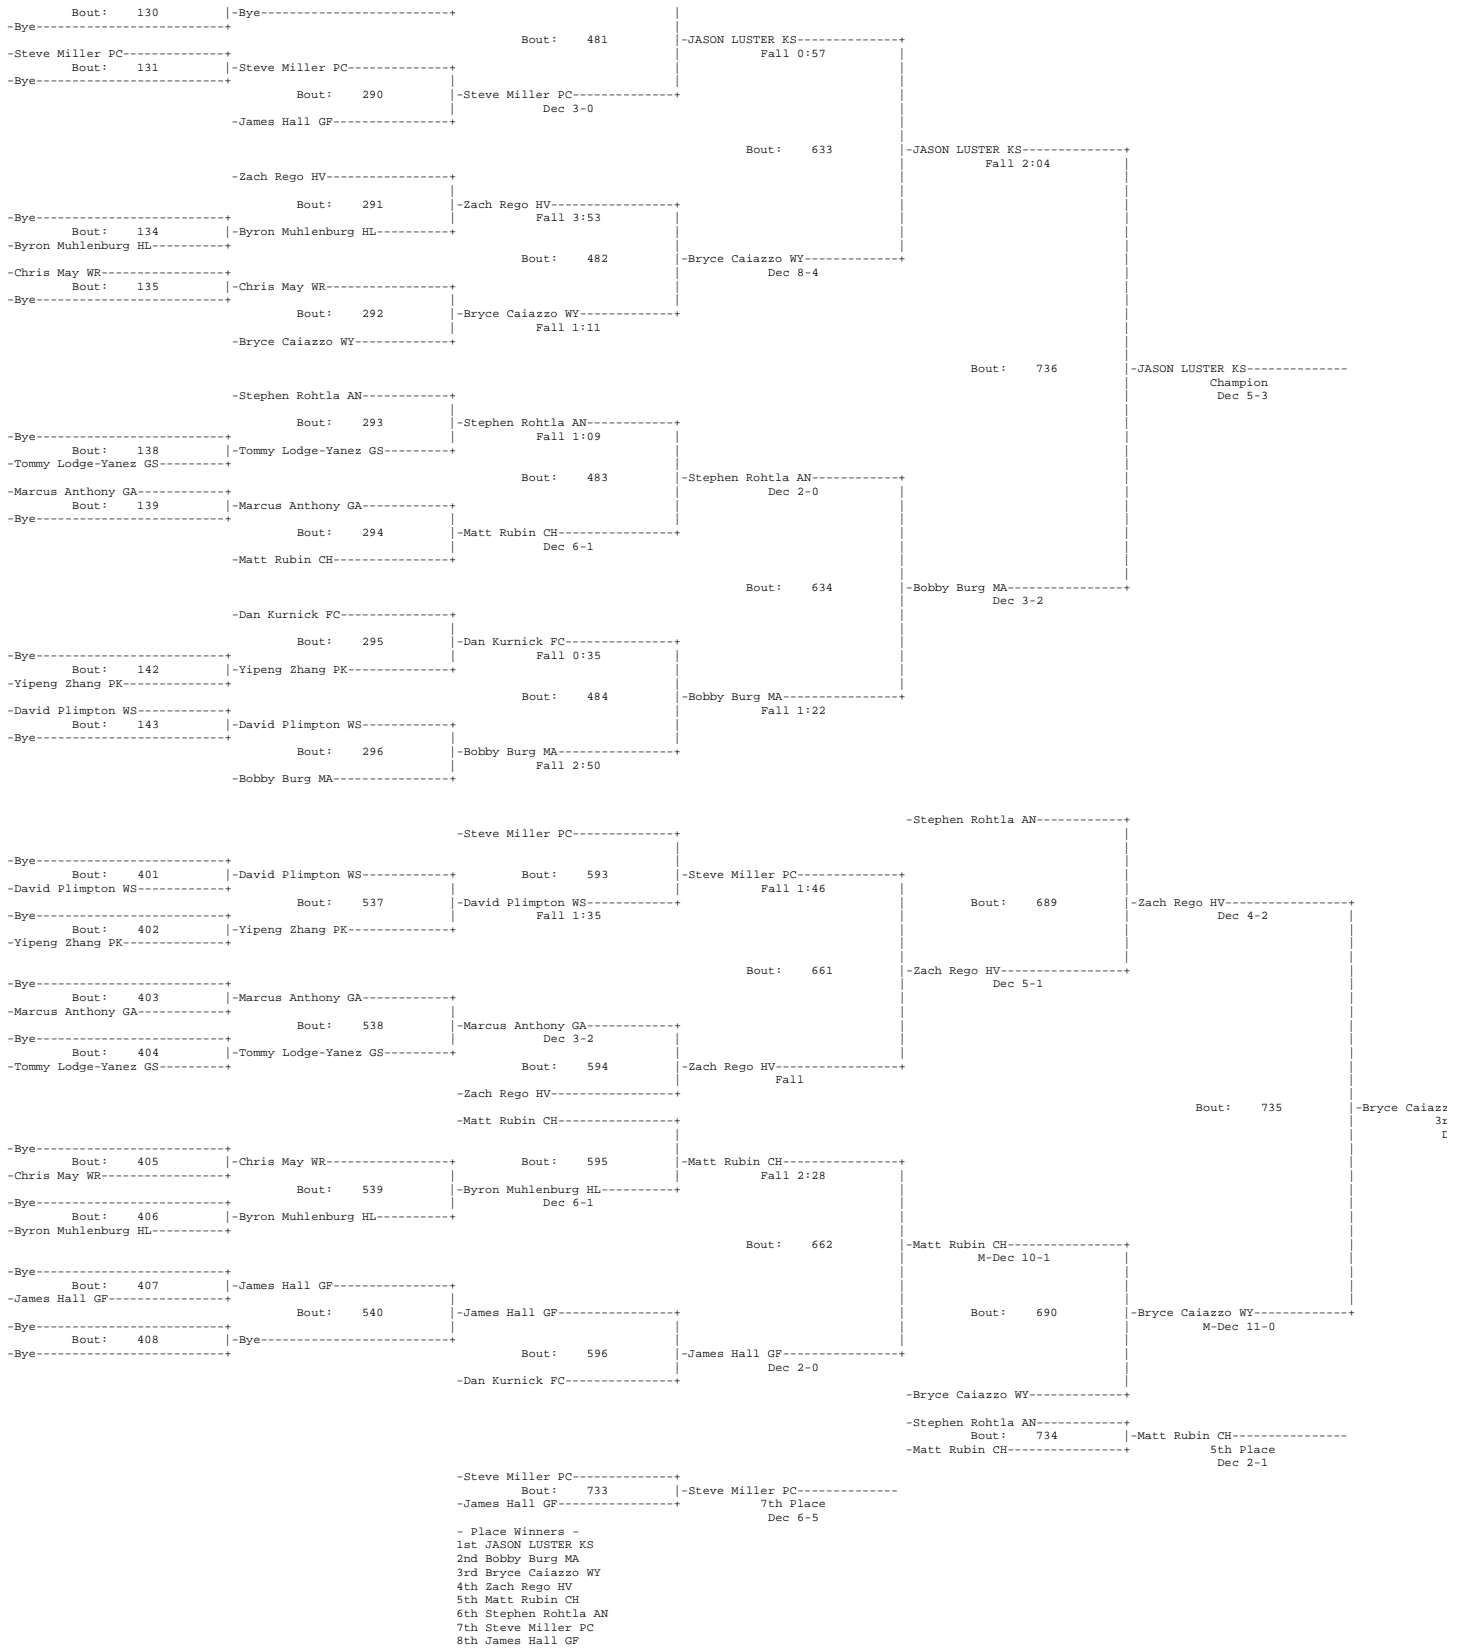 Bout: 130 |-Bye--------------------------+ |
-Bye--------------------------+ |
Bout: 481 |-JASON LUSTER KS--------------+
-Steve Miller PC--------------+ | Fall 0:57 |
Bout: 131 |-Steve Miller PC--------------+ | |
-Bye--------------------------+ | | |
Bout: 290 |-Steve Miller PC--------------+ |
| Dec 3-0 |
-James Hall GF----------------+ |
|
Bout: 633 |-JASON LUSTER KS--------------+
| Fall 2:04 |
-Zach Rego HV-----------------+ | |
| | |
Bout: 291 |-Zach Rego HV-----------------+ | |
-Bye--------------------------+ | Fall 3:53 | | |
Bout: 134 |-Byron Muhlenburg HL----------+ | | |
-Byron Muhlenburg HL----------+ | | |
Bout: 482 |-Bryce Caiazzo WY-------------+ |
-Chris May WR-----------------+ | Dec 8-4 |
Bout: 135 |-Chris May WR-----------------+ | |
-Bye--------------------------+ | | |
Bout: 292 |-Bryce Caiazzo WY-------------+ |
| Fall 1:11 |
-Bryce Caiazzo WY-------------+ |
|
Bout: 736 |-JASON LUSTER KS--------------
| Champion
-Stephen Rohtla AN------------+ | Dec 5-3
| |
Bout: 293 |-Stephen Rohtla AN------------+ |
-Bye--------------------------+ | Fall 1:09 | |
Bout: 138 |-Tommy Lodge-Yanez GS---------+ | |
-Tommy Lodge-Yanez GS---------+ | |
Bout: 483 |-Stephen Rohtla AN------------+ |
-Marcus Anthony GA------------+ | Dec 2-0 | |
Bout: 139 |-Marcus Anthony GA------------+ | | |
-Bye--------------------------+ | | | |
Bout: 294 |-Matt Rubin CH----------------+ | |
| Dec 6-1 | |
-Matt Rubin CH----------------+ | |
| |
Bout: 634 |-Bobby Burg MA----------------+
| Dec 3-2
-Dan Kurnick FC---------------+ |
| |
Bout: 295 |-Dan Kurnick FC---------------+ |
-Bye--------------------------+ | Fall 0:35 | |
Bout: 142 |-Yipeng Zhang PK--------------+ | |
-Yipeng Zhang PK--------------+ | |
Bout: 484 |-Bobby Burg MA----------------+
-David Plimpton WS------------+ | Fall 1:22
Bout: 143 |-David Plimpton WS------------+ |
-Bye--------------------------+ | |
Bout: 296 |-Bobby Burg MA----------------+
| Fall 2:50
-Bobby Burg MA----------------+
-Stephen Rohtla AN------------+
-Steve Miller PC--------------+ |
| |
-Bye--------------------------+ | |
Bout: 401 |-David Plimpton WS------------+ Bout: 593 |-Steve Miller PC--------------+ |
-David Plimpton WS------------+ | | Fall 1:46 | |
Bout: 537 |-David Plimpton WS------------+ | Bout: 689 |-Zach Rego HV-----------------+
-Bye--------------------------+ | Fall 1:35 | | Dec 4-2 |
Bout: 402 |-Yipeng Zhang PK--------------+ | | |
-Yipeng Zhang PK--------------+ | | |
Bout: 661 |-Zach Rego HV-----------------+ |
-Bye--------------------------+ | Dec 5-1 |
Bout: 403 |-Marcus Anthony GA------------+ | |
-Marcus Anthony GA------------+ | | |
Bout: 538 |-Marcus Anthony GA------------+ | |
-Bye--------------------------+ | Dec 3-2 | | |
Bout: 404 |-Tommy Lodge-Yanez GS---------+ | | |
-Tommy Lodge-Yanez GS---------+ Bout: 594 |-Zach Rego HV-----------------+ |
| Fall |
-Zach Rego HV-----------------+ |
Bout: 735 |-Bryce Caiazz
-Matt Rubin CH----------------+ | 3r
| |
-Bye--------------------------+ | |
Bout: 405 |-Chris May WR-----------------+ Bout: 595 |-Matt Rubin CH----------------+ |
-Chris May WR-----------------+ | | Fall 2:28 | |
Bout: 539 |-Byron Muhlenburg HL----------+ | |
-Bye--------------------------+ | Dec 6-1 | |
Bout: 406 |-Byron Muhlenburg HL----------+ | |
-Byron Muhlenburg HL----------+ | |
Bout: 662 |-Matt Rubin CH----------------+ |
| M-Dec 10-1 | |
-Bye--------------------------+ | | |
Bout: 407 |-James Hall GF----------------+ | | |
-James Hall GF----------------+ | | | |
Bout: 540 |-James Hall GF----------------+ | Bout: 690 |-Bryce Caiazzo WY-------------+
-Bye--------------------------+ | | | | M-Dec 11-0
Bout: 408 |-Bye--------------------------+ | | |
-Bye--------------------------+ Bout: 596 |-James Hall GF----------------+ |
| Dec 2-0 |
-Dan Kurnick FC---------------+ |
-Bryce Caiazzo WY-------------+
-Stephen Rohtla AN------------+
Bout: 734 |-Matt Rubin CH----------------
-Matt Rubin CH----------------+ 5th Place
Dec 2-1
-Steve Miller PC--------------+
Bout: 733 |-Steve Miller PC--------------
-James Hall GF----------------+ 7th Place
Dec 6-5
- Place Winners -
1st JASON LUSTER KS
2nd Bobby Burg MA
3rd Bryce Caiazzo WY
4th Zach Rego HV
5th Matt Rubin CH
6th Stephen Rohtla AN
7th Steve Miller PC
8th James Hall GF